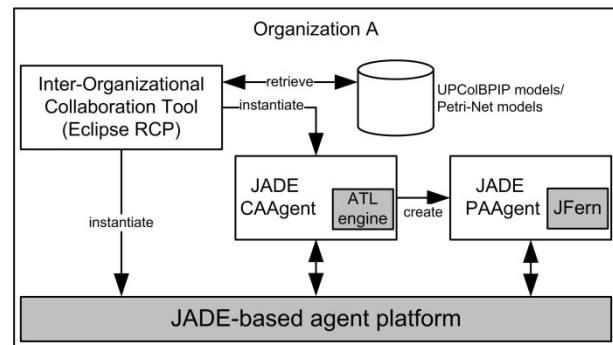 Organization A
Inter-Organizational
Collaboration Tool
(Eclipse RCP)
retrieve
instantiate
UPColBPIP models/
Petri-Net models
JADE
CAAgent
ATL
engine
create
JADE
PAAgent
JFern
instantiate
JADE-based agent platform